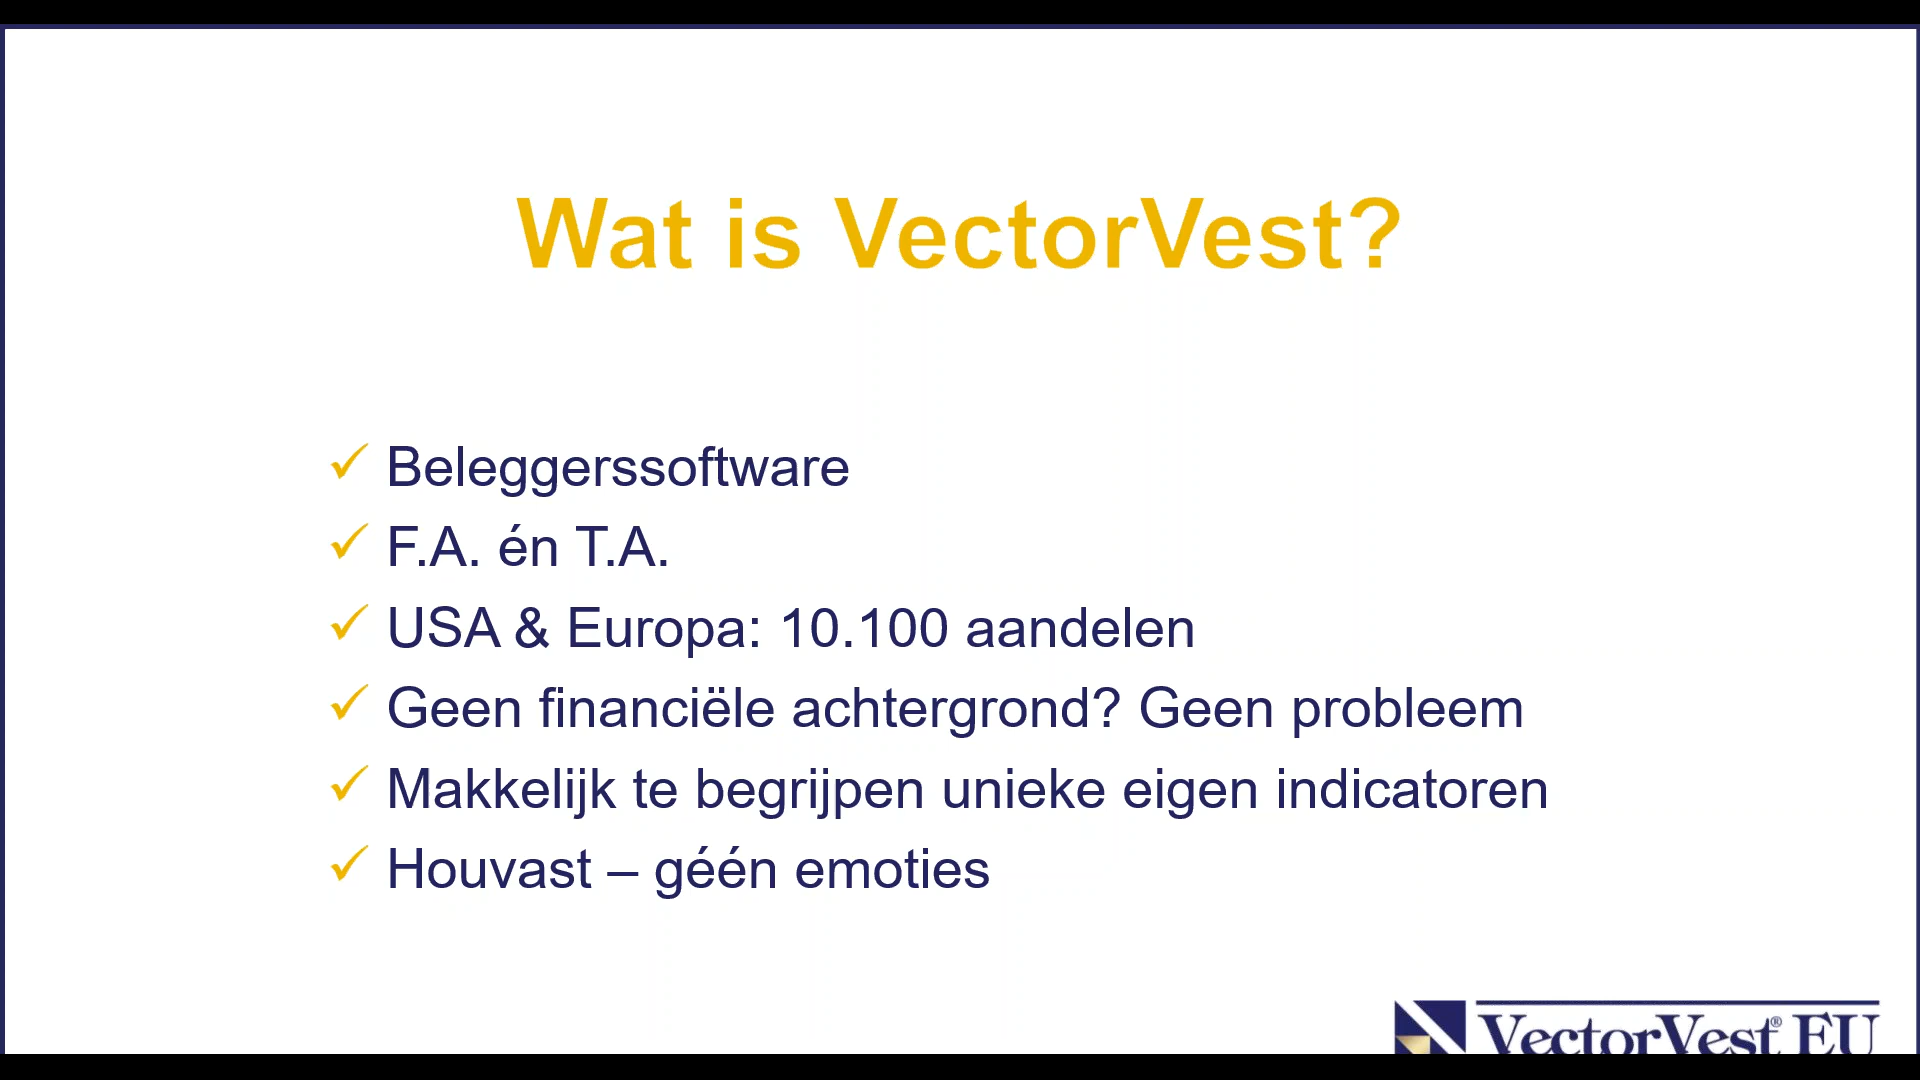 Wat is VectorVest?
Beleggerssoftware
F.A. én T.A.
USA & Europa: 10.100 aandelen
Geen financiële achtergrond? Geen probleem
Makkelijk te begrijpen unieke eigen indicatoren
Houvast – géén emoties
VectorVest® EU